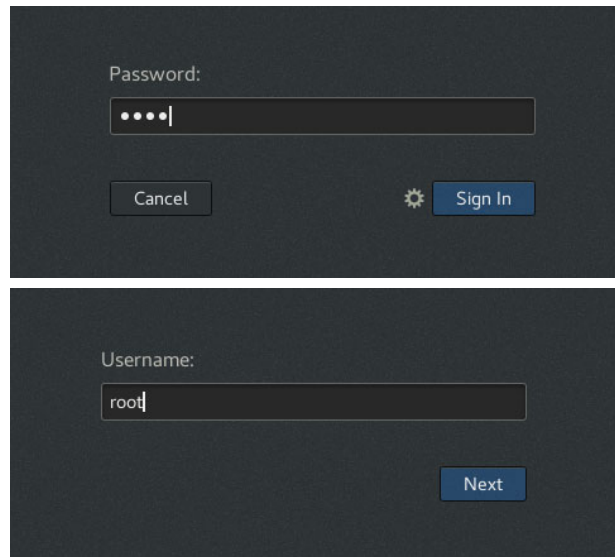 Password:
••••
Cancel
Sign In
Username:
root
Next